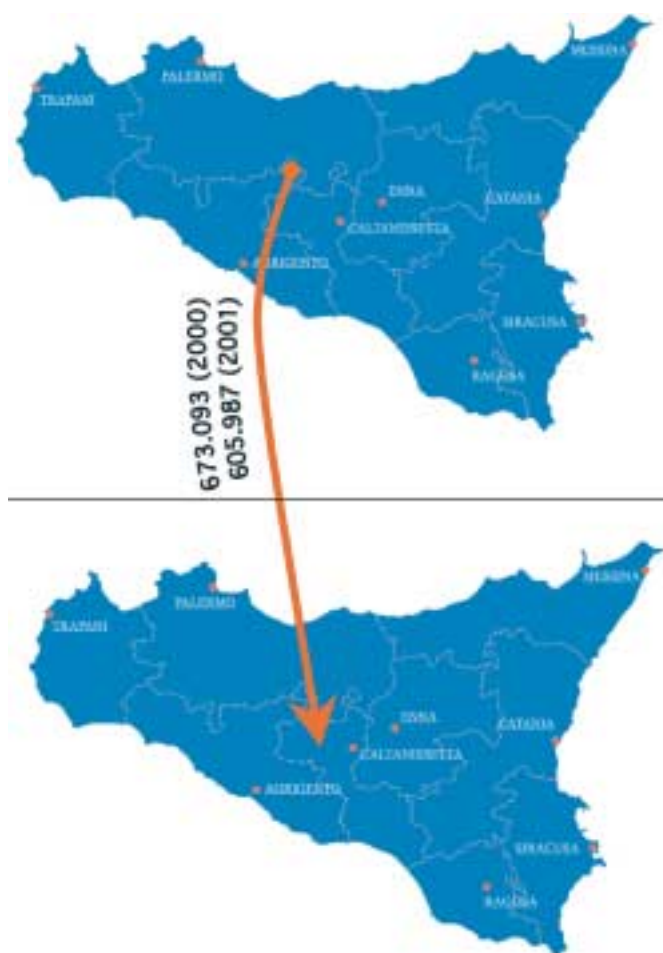 MESSINA
PALERMO
TRAPANI
ENNA
CATANIA
CALTANISSETTA
AGRIGENTO
SIRACUSA
RAGUSA
673.093 (2000)
605.987 (2001)
MESSINA
PALERMO
TRAPANI
ENNA
CATANIA
CALTANISSETTA
AGRIGENTO
SIRACUSA
RAGUSA